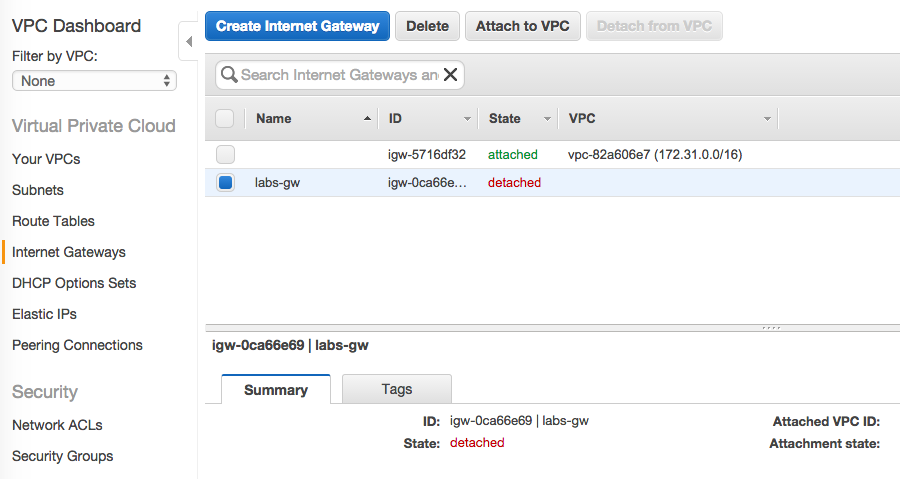 VPC Dashboard
Filter by VPC:
None
Virtual Private Cloud
Your VPCs
Subnets
Route Tables
Internet Gateways
DHCP Options Sets
Elastic IPs
Peering Connections
Security
Network ACLs
Security Groups
Create Internet Gateway Delete Attach to VPC Detach from VPC
Search Internet Gateways and
Name ID State VPC
igw-5716df32 attached vpc-82a606e7 (172.31.0.0/16)
labs-gw igw-0ca66e… detached
igw-0ca66e69 | labs-gw
Summary Tags
ID: igw-0ca66e69 | labs-gw Attached VPC ID:
State: detached Attachment state: